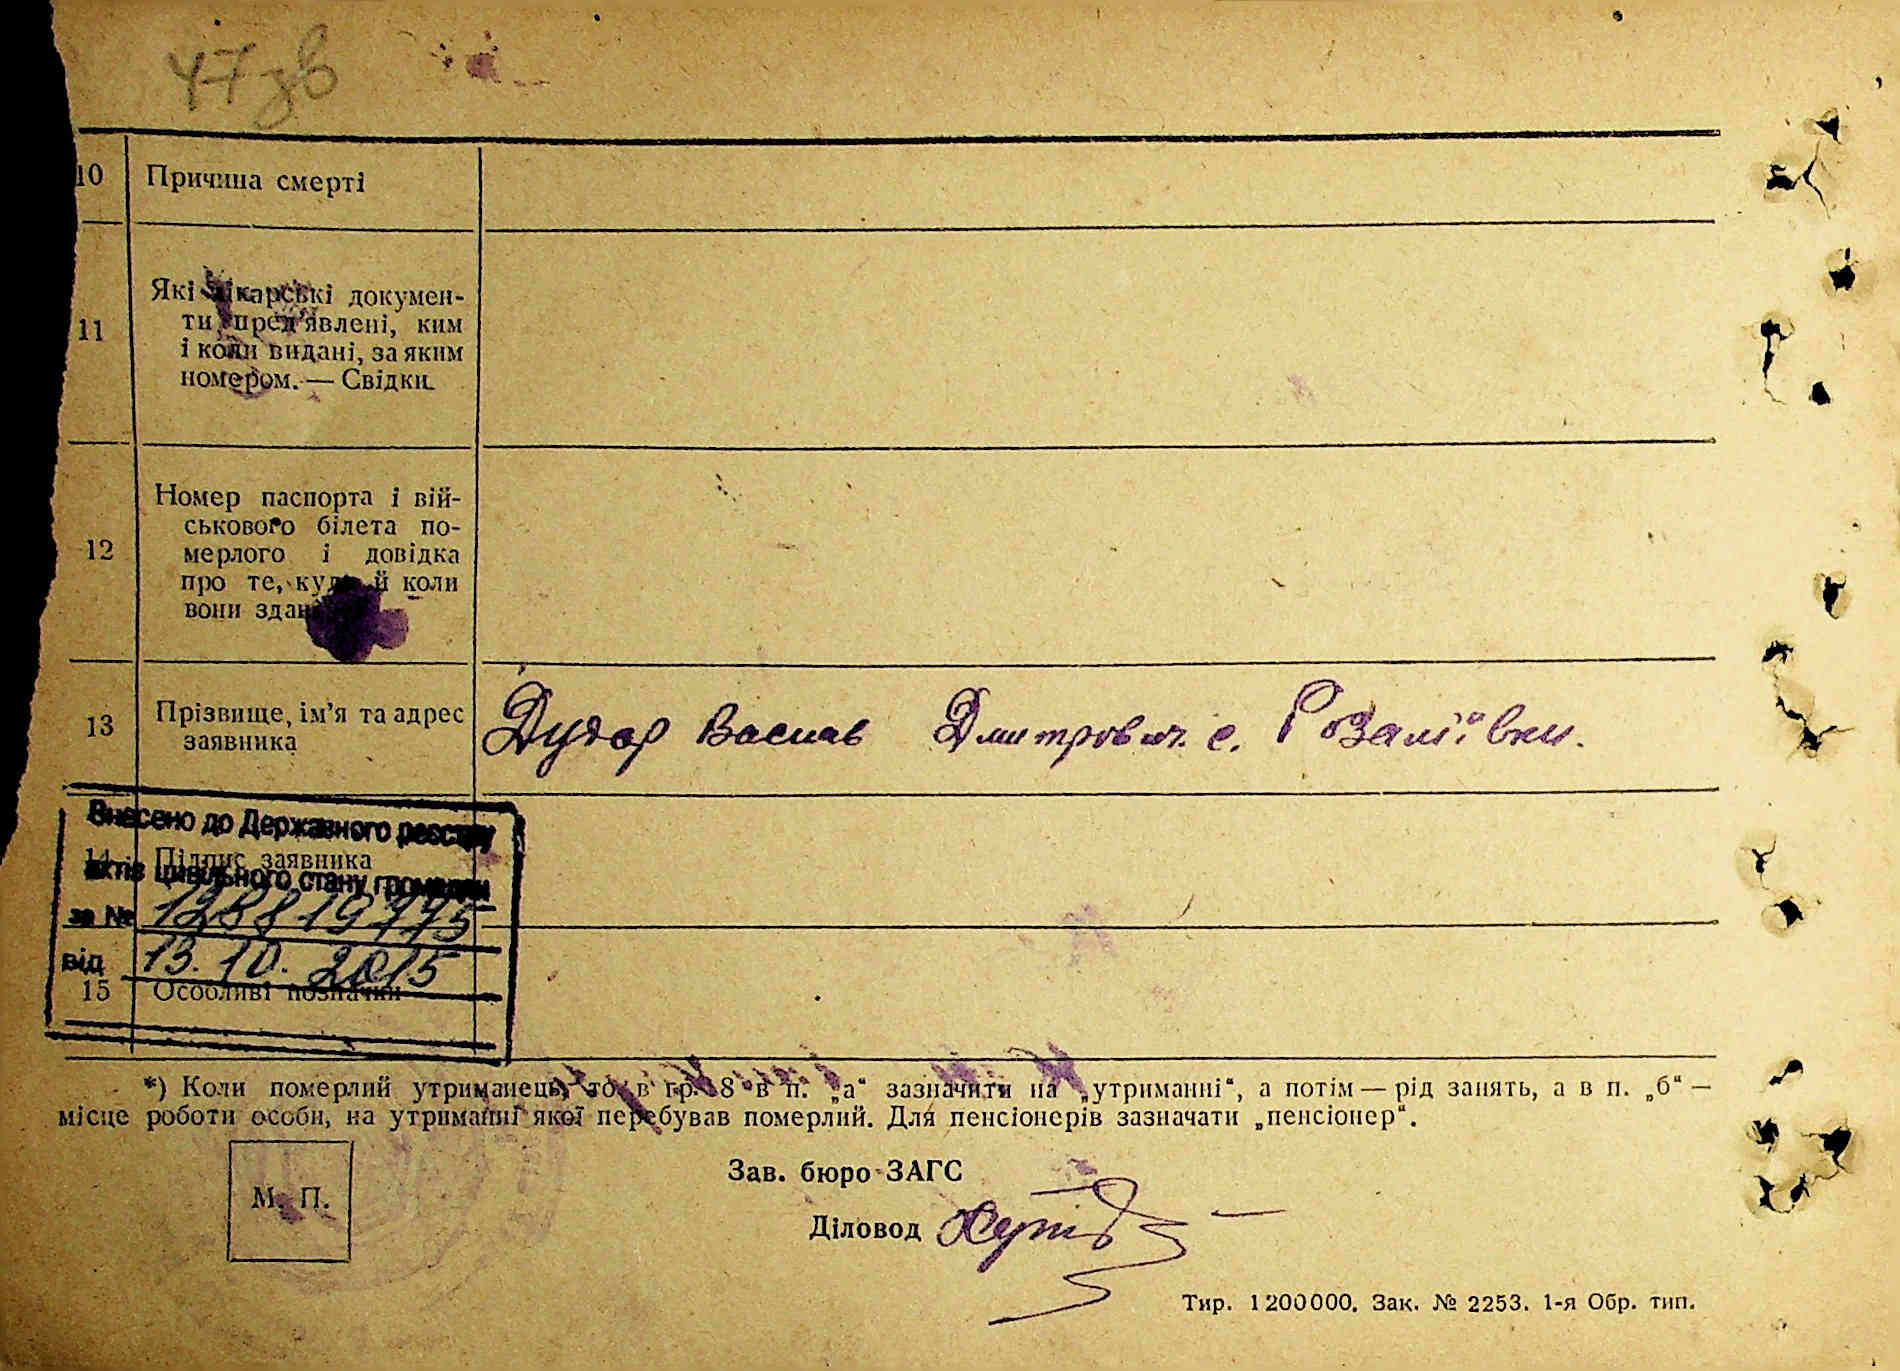 47 зв
10 Причина смерті
11 Які лікарські докумен-
ти пред'явлені, ким
і коли видані, за яким
номером. — Свідки.
12 Номер паспорта і вій-
ськового білета по-
мерлого і довідка
про те, куди й коли
вони здані
13 Прізвище, ім'я та адрес
заявника
Дудар Василь Дмитрович. с. Розаліївки.
Внесено до Державного реєстру
14 Підпис заявника
актів цивільного стану громадян
за № 12881977 5
від 13.10.2015
15 Особливі позначки
*) Коли померлий утриманець, то в гр. 8 в п. „а“ зазначити на „утриманні“, а потім — рід занять, а в п. „б“ —
місце роботи особи, на утриманні якої перебував померлий. Для пенсіонерів зазначати „пенсіонер“.
М. П.
Зав. бюро ЗАГС
Діловод
Тир. 1200000. Зак. № 2253. 1-я Обр. тип.